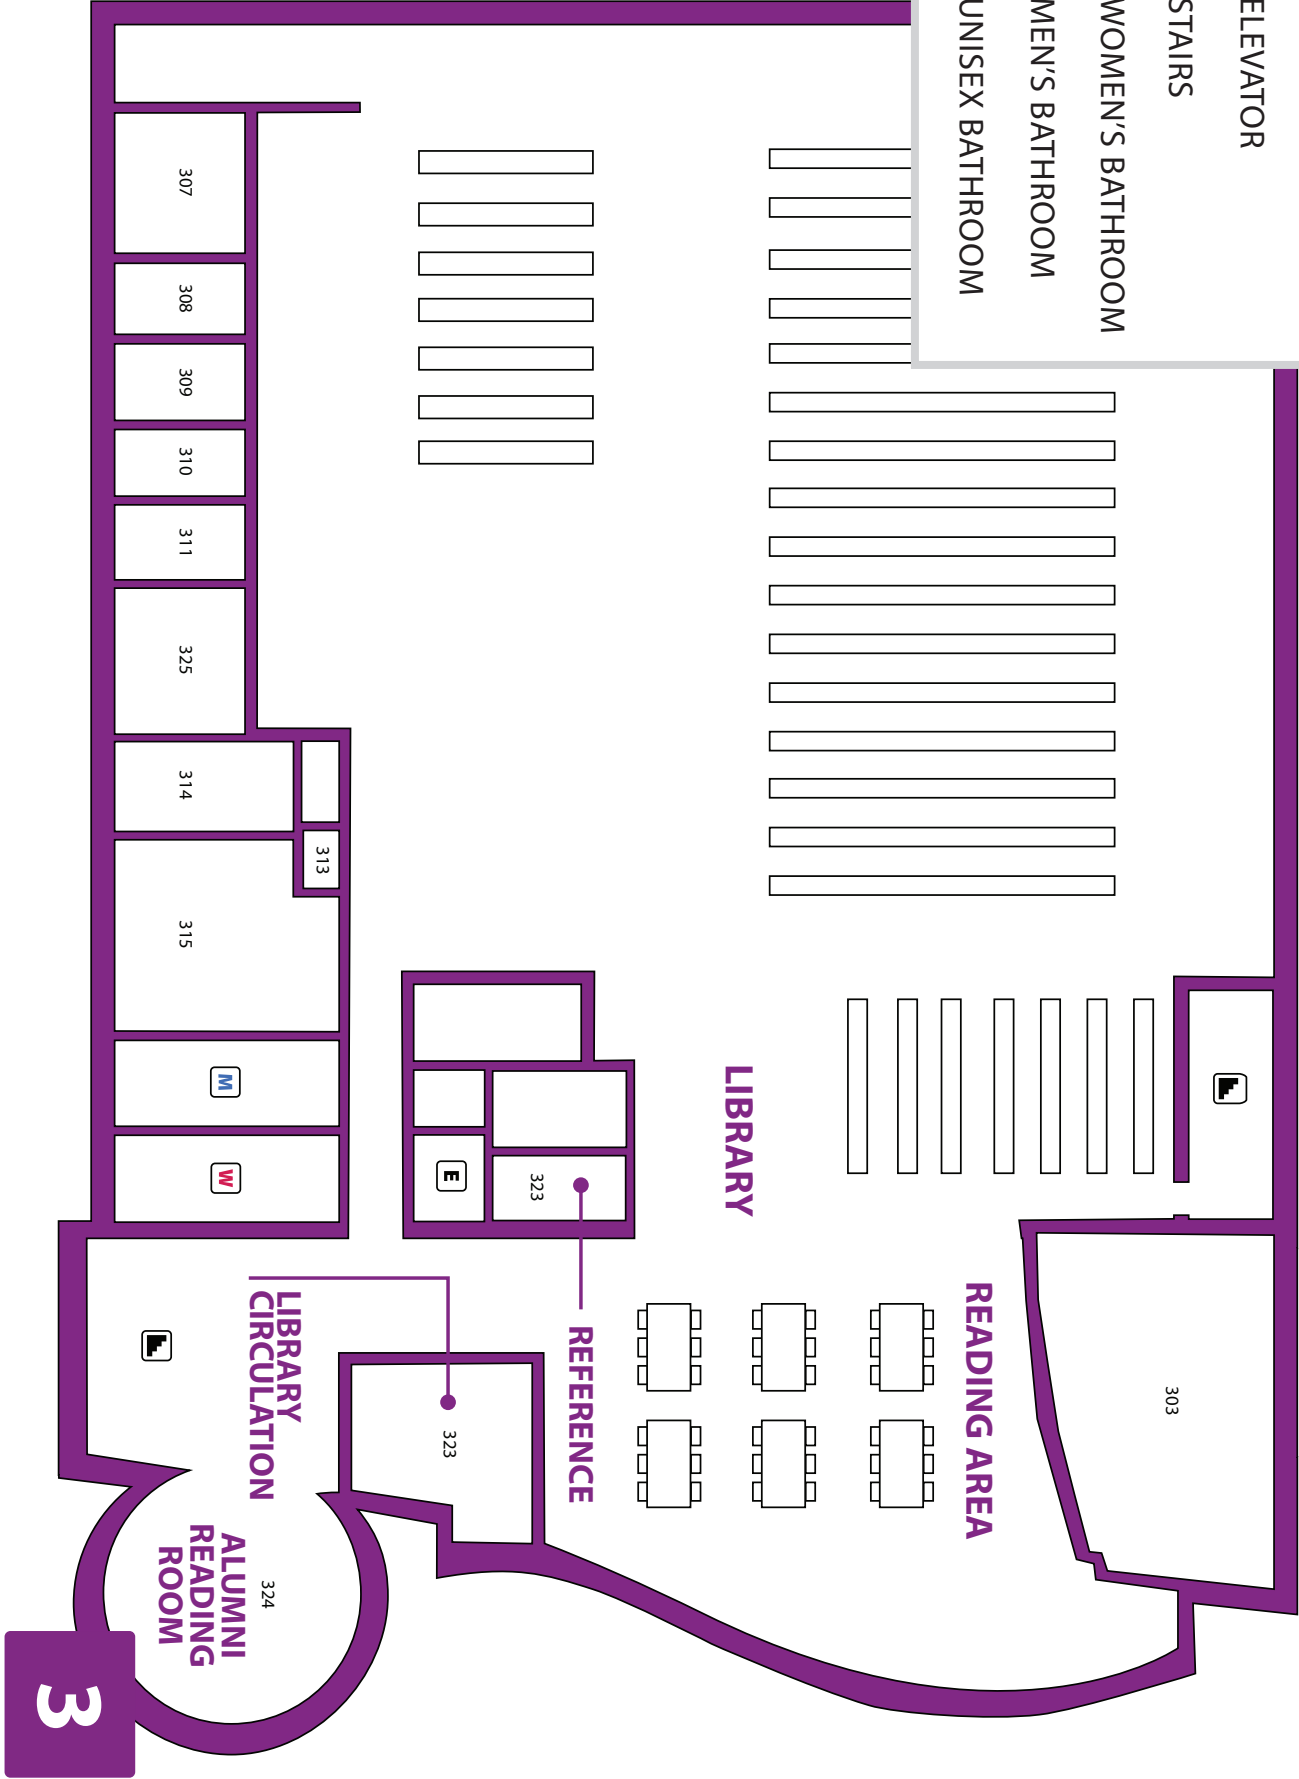 ELEVATOR
STAIRS
WOMEN'S BATHROOM
MEN'S BATHROOM
UNISEX BATHROOM
303
READING AREA
LIBRARY
REFERENCE
323
E
323
LIBRARY
CIRCULATION
313
307
308
309
310
311
325
314
315
M
W
324
ALUMNI
READING
ROOM
3